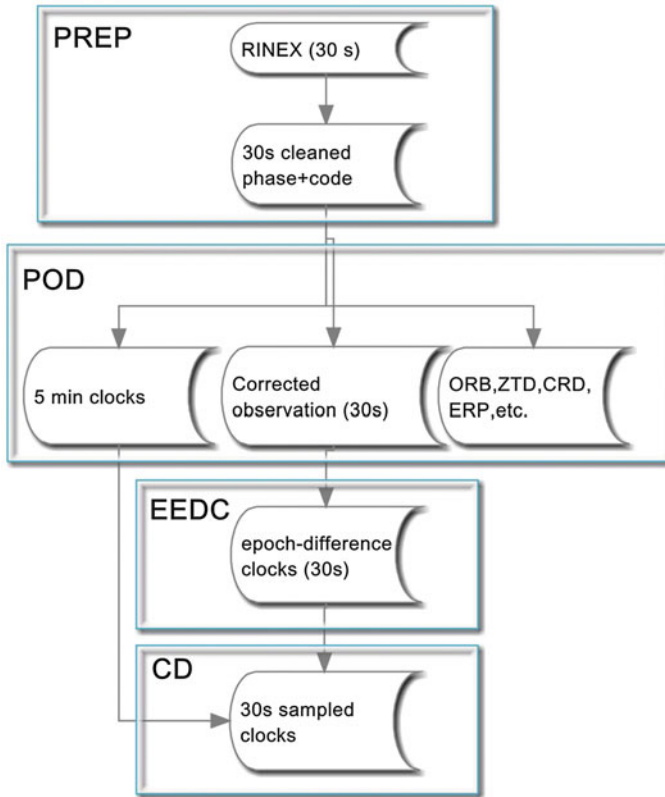 PREP
RINEX (30 s)
30s cleaned
phase+code
POD
5 min clocks
Corrected
observation (30s)
ORB,ZTD,CRD,
ERP,etc.
EEDC
epoch-difference
clocks (30s)
CD
30s sampled
clocks